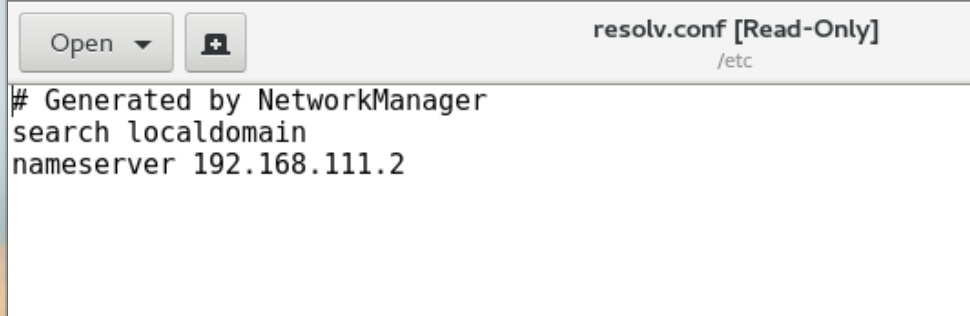 Open
resolv.conf [Read-Only]
/etc
# Generated by NetworkManager
search localdomain
nameserver 192.168.111.2